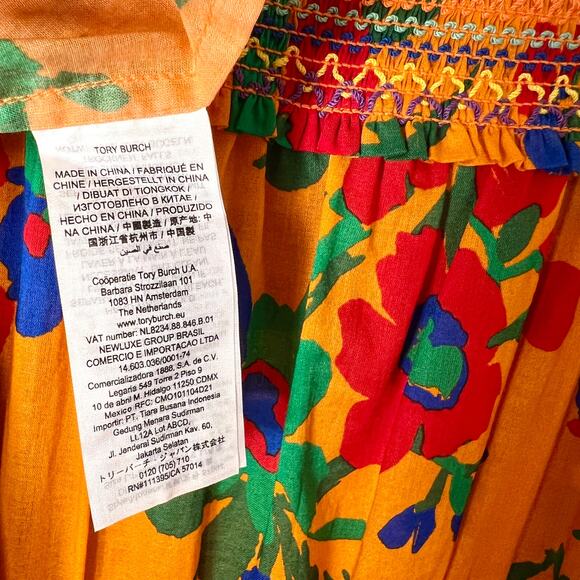 TORY BURCH
MADE IN CHINA / FABRIQUÉ EN
CHINE / HERGESTELLT IN CHINA
/ DIBUAT DI TIONGKOK /
ИЗГОТОВЛЕНО В КИТАЕ /
HECHO EN CHINA / PRODUZIDO
NA CHINA / 中國製造 / 原产地: 中
国浙江省杭州市 / 中国製
صنع في الصين
Coöperatie Tory Burch U.A.
Barbara Strozzilaan 101
1083 HN Amsterdam
The Netherlands
www.toryburch.eu
VAT number: NL8234.88.846.B.01
NEWLUXE GROUP BRASIL
COMERCIO E IMPORTACAO LTDA
14.603.036/0001-74
Comercializadora 1888, S.A. de C.V.
Legaria 549 Torre 2 Piso 9
10 de abril M. Hidalgo 11250 CDMX
Mexico RFC: CMO101104D21
Importir: PT. Tiare Busana Indonesia
Gedung Menara Sudirman
Lt.12A Lot ABCD,
Jl. Jenderal Sudirman Kav. 60,
Jakarta Selatan
トリーバーチ・ジャパン株式会社
0120 (705) 710
RN#111395/CA 57014